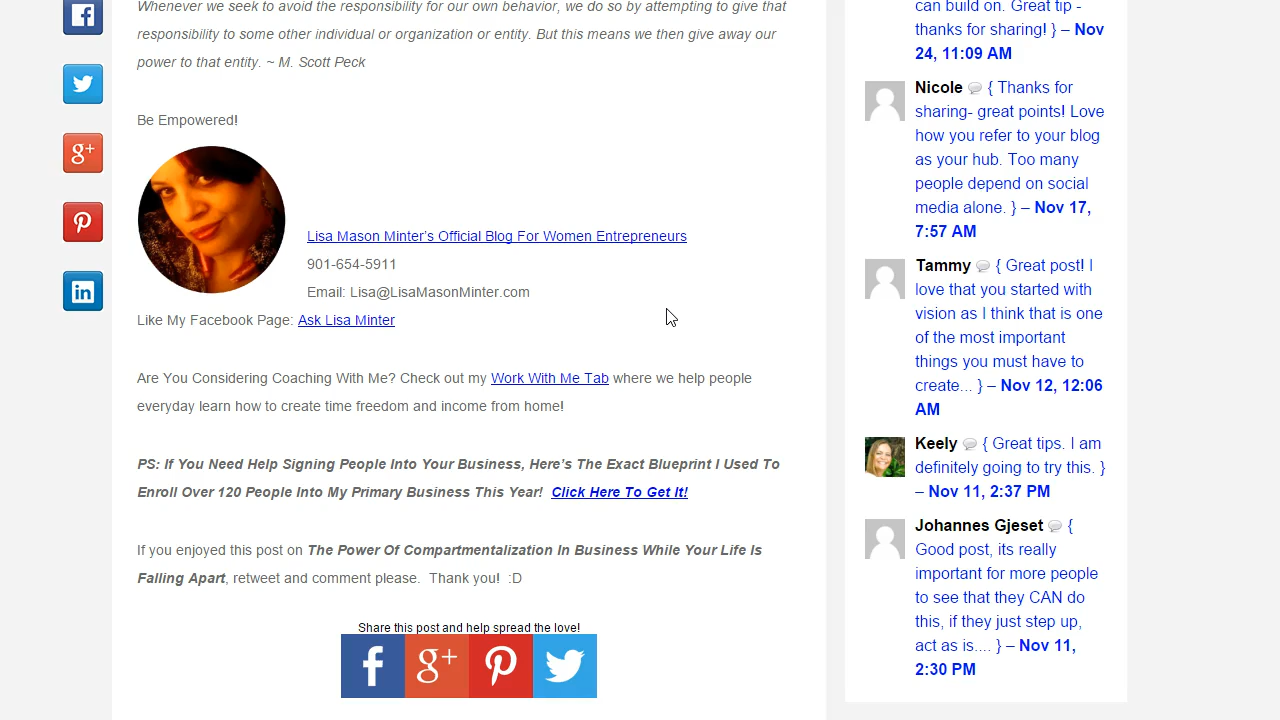 Whenever we seek to avoid the responsibility for our own behavior, we do so by attempting to give that
responsibility to some other individual or organization or entity. But this means we then give away our
power to that entity. ~ M. Scott Peck
Be Empowered!
Lisa Mason Minter's Official Blog For Women Entrepreneurs
901-654-5911
Email: Lisa@LisaMasonMinter.com
Like My Facebook Page: Ask Lisa Minter
Are You Considering Coaching With Me? Check out my Work With Me Tab where we help people
everyday learn how to create time freedom and income from home!
PS: If You Need Help Signing People Into Your Business, Here's The Exact Blueprint I Used To
Enroll Over 120 People Into My Primary Business This Year!  Click Here To Get It!
If you enjoyed this post on The Power Of Compartmentalization In Business While Your Life Is
Falling Apart, retweet and comment please.  Thank you!  :D
Share this post and help spread the love!
can build on. Great tip -
thanks for sharing! } – Nov
24, 11:09 AM
Nicole { Thanks for
sharing- great points! Love
how you refer to your blog
as your hub. Too many
people depend on social
media alone. } – Nov 17,
7:57 AM
Tammy { Great post! I
love that you started with
vision as I think that is one
of the most important
things you must have to
create... } – Nov 12, 12:06
AM
Keely { Great tips. I am
definitely going to try this. }
– Nov 11, 2:37 PM
Johannes Gjeset {
Good post, its really
important for more people
to see that they CAN do
this, if they just step up,
act as is.... } – Nov 11,
2:30 PM